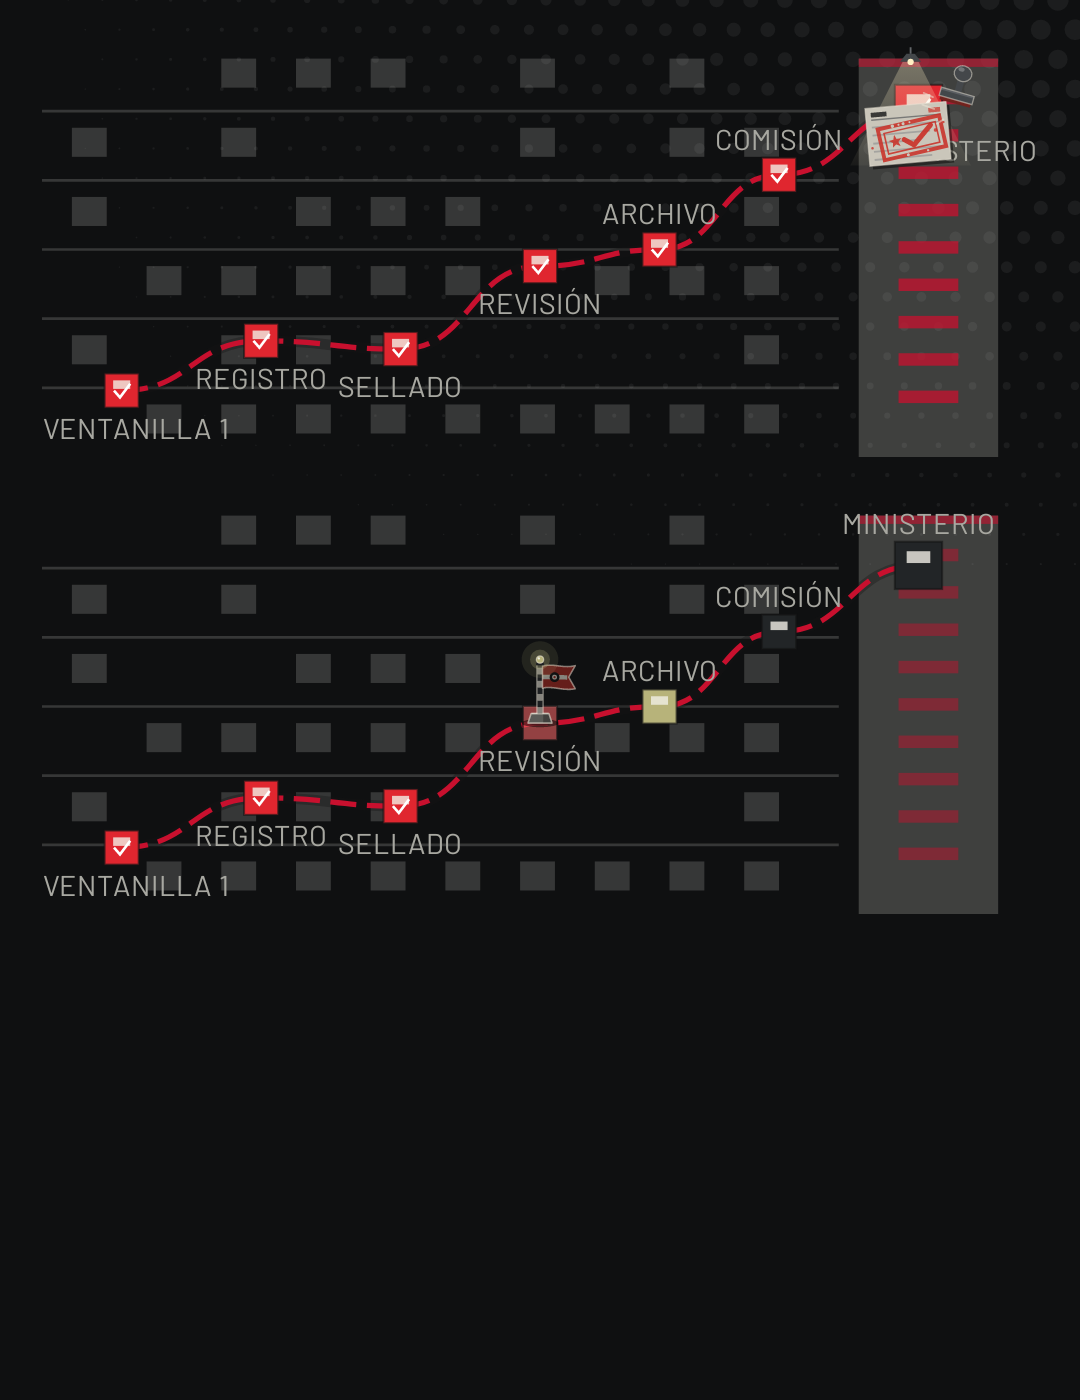 COMISIÓN
STERIO
ARCHIVO
REVISIÓN
REGISTRO
SELLADO
VENTANILLA 1
MINISTERIO
COMISIÓN
ARCHIVO
REVISIÓN
REGISTRO
SELLADO
VENTANILLA 1